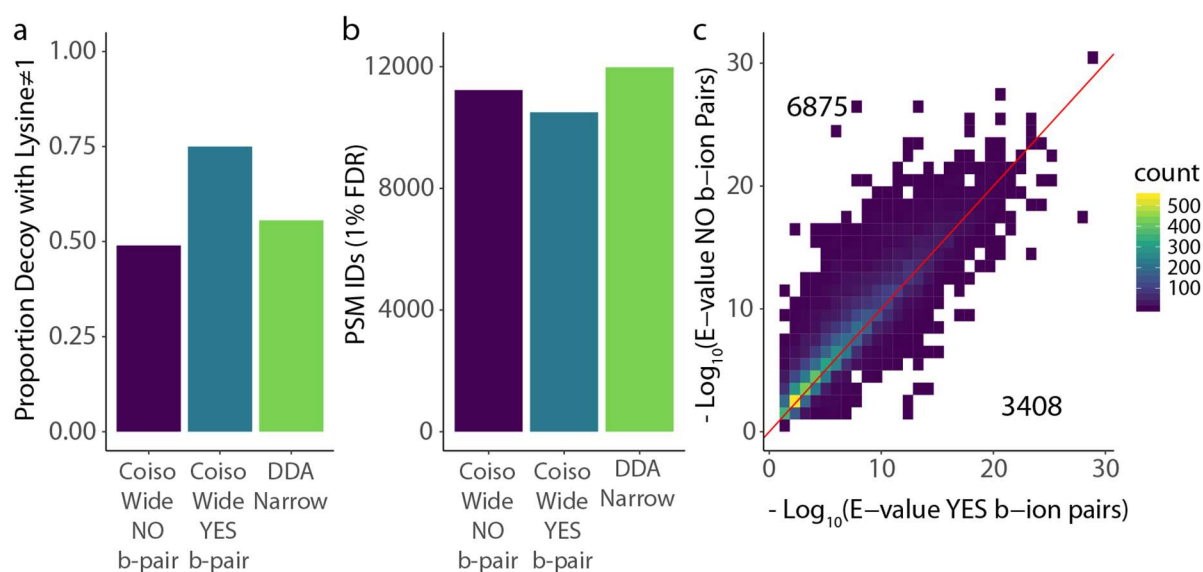 a
Proportion Decoy with Lysine≠1
1.00
0.75
0.50
0.25
0.00
Coiso
Wide
NO
b-pair
Coiso
Wide
YES
b-pair
DDA
Narrow
b
PSM IDs (1% FDR)
12000
8000
4000
0
Coiso
Wide
NO
b-pair
Coiso
Wide
YES
b-pair
DDA
Narrow
c
- Log10(E−value NO b−ion Pairs)
30
20
10
0
6875
3408
0
10
20
30
- Log10(E−value YES b−ion pairs)
count
500
400
300
200
100